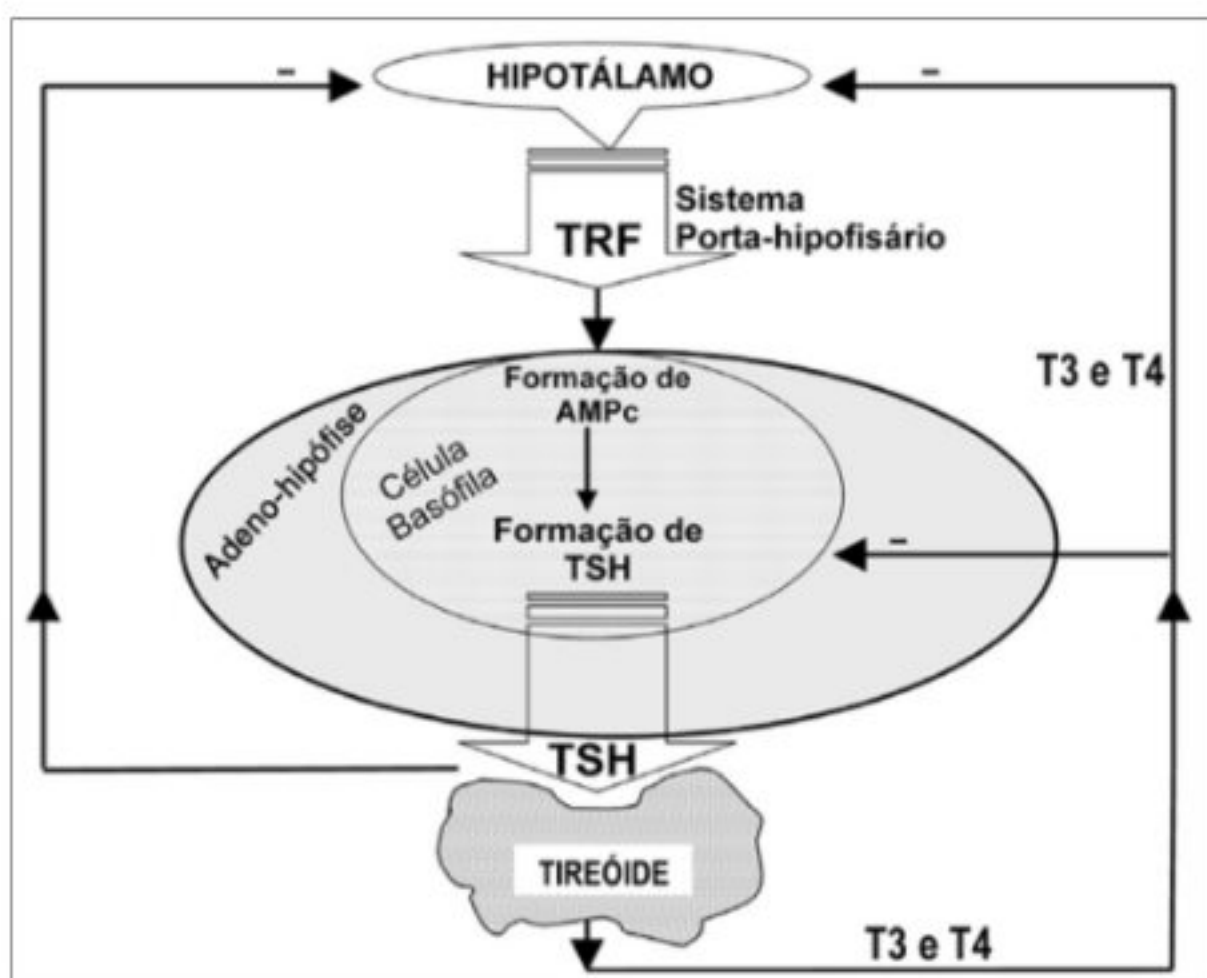 –
–
HIPOTÁLAMO
Sistema
Porta-hipofisário
TRF
T3 e T4
Formação de
AMPc
Adeno-hipófise
Célula
Basófila
Formação de
TSH
–
TSH
TIREÓIDE
T3 e T4